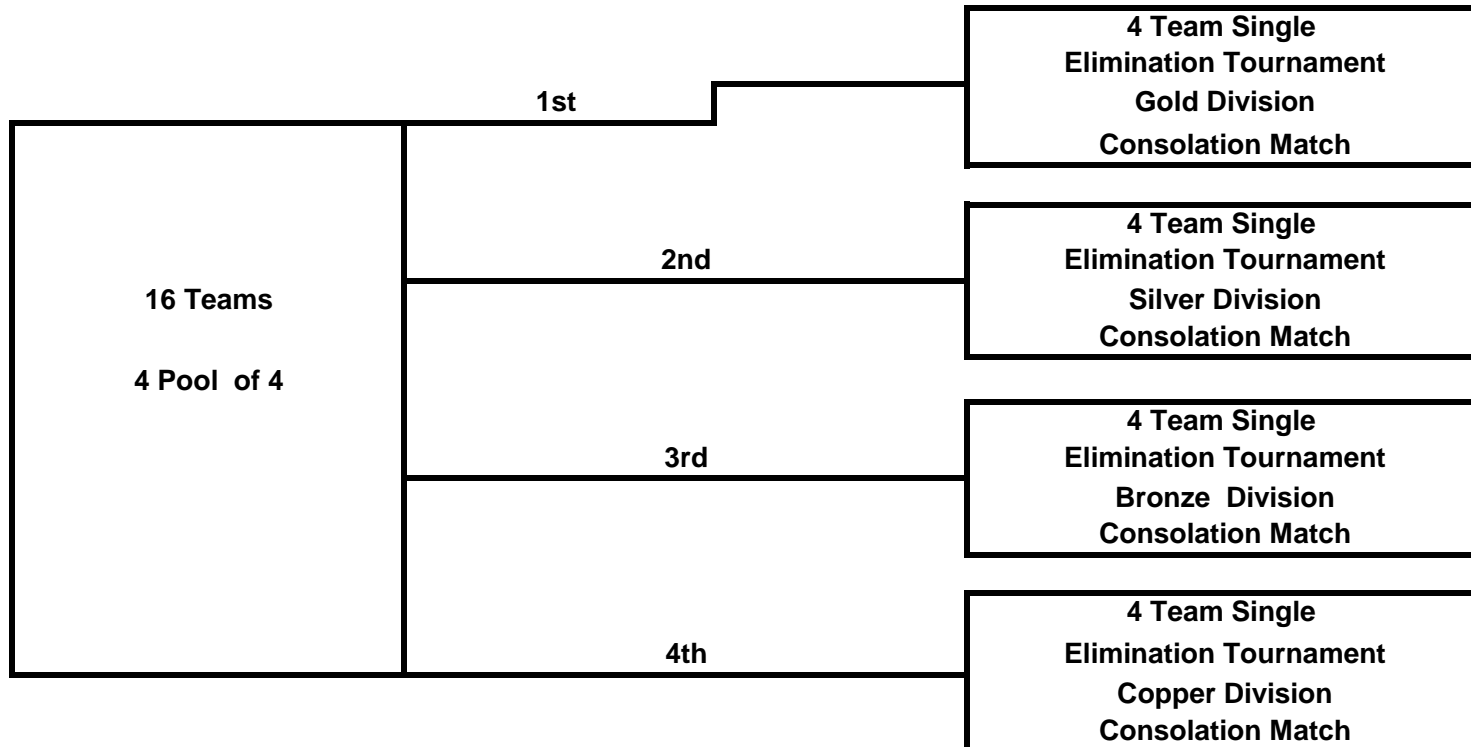 4 Team Single
Elimination Tournament
1st
Gold Division
Consolation Match
4 Team Single
2nd
Elimination Tournament
16 Teams
Silver Division
Consolation Match
4 Pool of 4
4 Team Single
3rd
Elimination Tournament
Bronze Division
Consolation Match
4 Team Single
4th
Elimination Tournament
Copper Division
Consolation Match